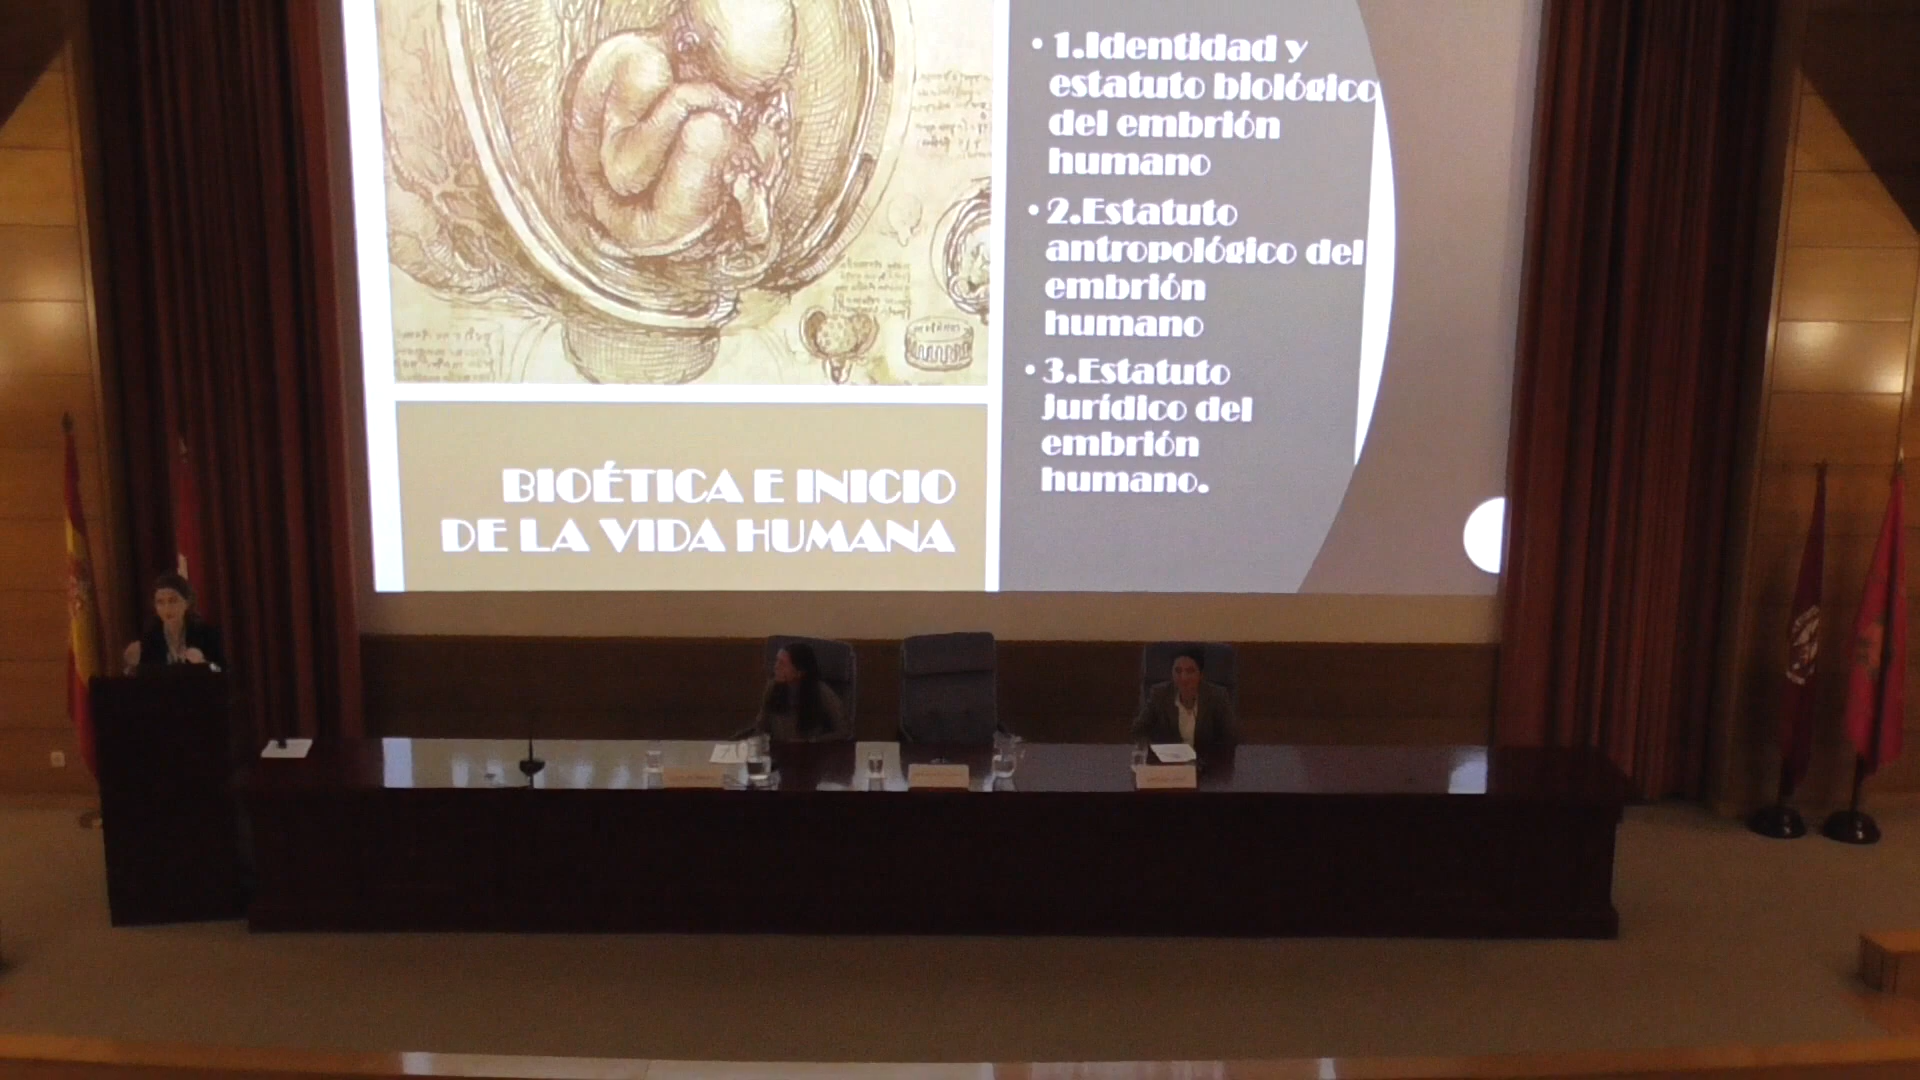 • 1.Identidad y
estatuto biológico
del embrión
humano
• 2.Estatuto
antropológico del
embrión
humano
• 3.Estatuto
jurídico del
embrión
humano.
BIOÉTICA E INICIO
DE LA VIDA HUMANA